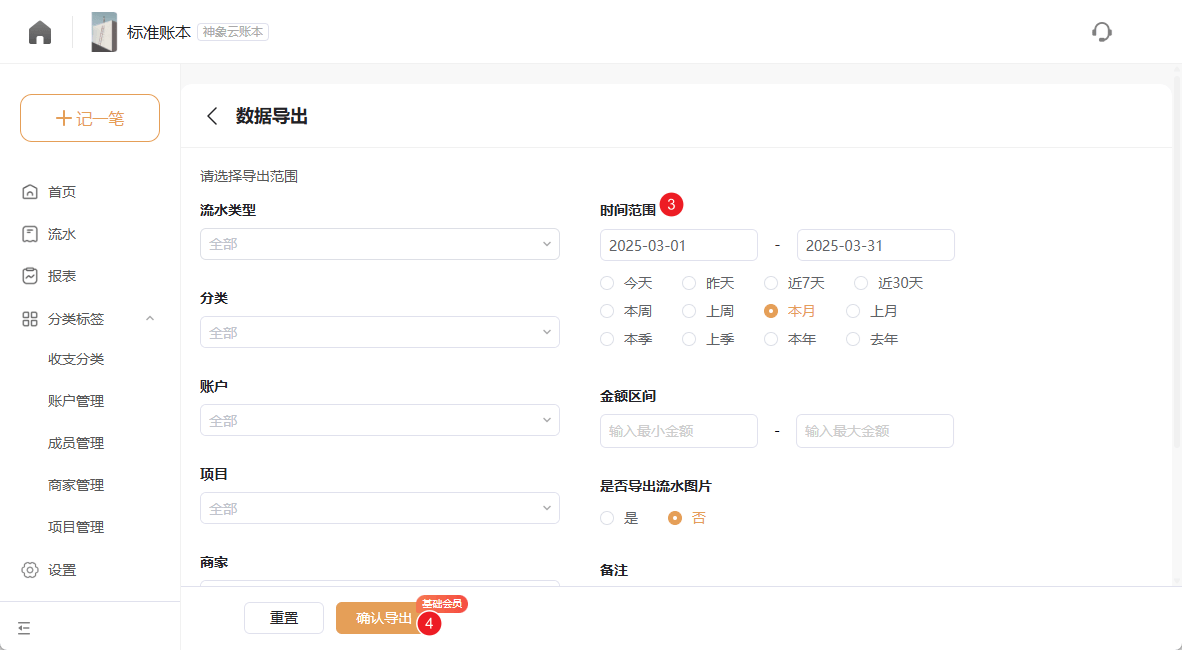 标准账本 神象云账本
记一笔
首页
流水
报表
分类标签
收支分类
账户管理
成员管理
商家管理
项目管理
设置
数据导出
请选择导出范围
流水类型
全部
分类
全部
账户
全部
项目
全部
商家
时间范围 3
2025-03-01 - 2025-03-31
今天 昨天 近7天 近30天
本周 上周 本月 上月
本季 上季 本年 去年
金额区间
输入最小金额 - 输入最大金额
是否导出流水图片
是 否
备注
重置 确认导出 基础会员 4